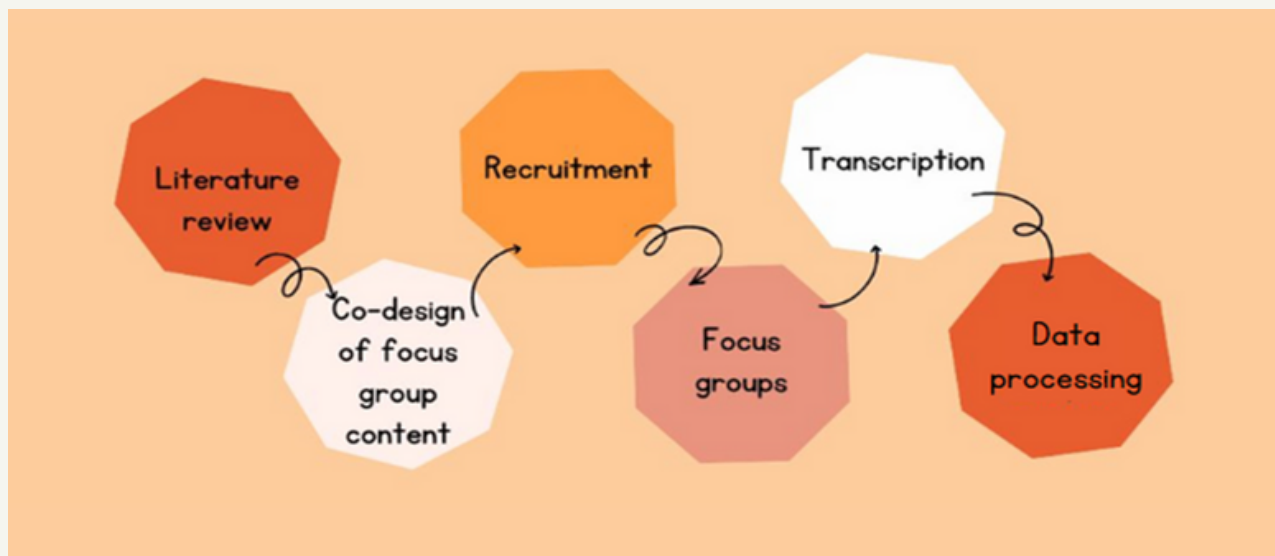 Literature
review
Co-design
of focus
group
content
Recruitment
Focus
groups
Transcription
Data
processing